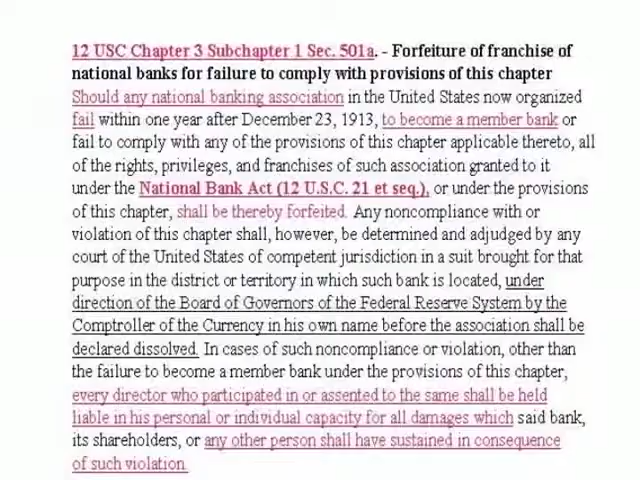 12 USC Chapter 3 Subchapter 1 Sec. 501a. - Forfeiture of franchise of
national banks for failure to comply with provisions of this chapter
Should any national banking association in the United States now organized
fail within one year after December 23, 1913, to become a member bank or
fail to comply with any of the provisions of this chapter applicable thereto, all
of the rights, privileges, and franchises of such association granted to it
under the National Bank Act (12 U.S.C. 21 et seq.), or under the provisions
of this chapter, shall be thereby forfeited. Any noncompliance with or
violation of this chapter shall, however, be determined and adjudged by any
court of the United States of competent jurisdiction in a suit brought for that
purpose in the district or territory in which such bank is located, under
direction of the Board of Governors of the Federal Reserve System by the
Comptroller of the Currency in his own name before the association shall be
declared dissolved. In cases of such noncompliance or violation, other than
the failure to become a member bank under the provisions of this chapter,
every director who participated in or assented to the same shall be held
liable in his personal or individual capacity for all damages which said bank,
its shareholders, or any other person shall have sustained in consequence
of such violation.